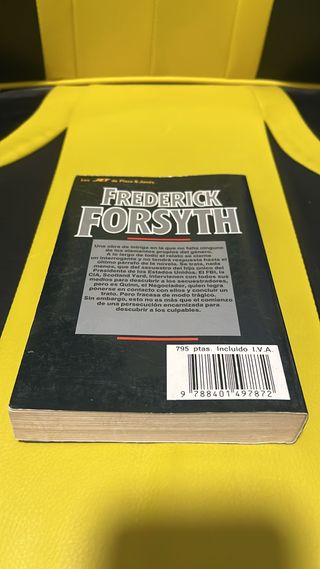 Los JET de Plaza & Janés
FREDERICK
FORSYTH
Una obra de intriga en la que no falta ninguno
de los elementos propios del género.
A lo largo de todo el relato se cierne
un interrogante y no tendrá respuesta hasta el
último párrafo de la novela. Se trata, nada
menos, que del secuestro del hijo único del
Presidente de los Estados Unidos. El FBI, la
CIA, Scotland Yard, intervienen con todos sus
medios para descubrir a los secuestradores,
pero es Quinn, el Negociador, quien logra
ponerse en contacto con ellos y concluir un
trato. Pero fracasa de modo trágico.
Sin embargo, esto no es más que el comienzo
de una persecución encarnizada para
descubrir a los culpables.
795 ptas. Incluido I.V.A.
9 788401 497872